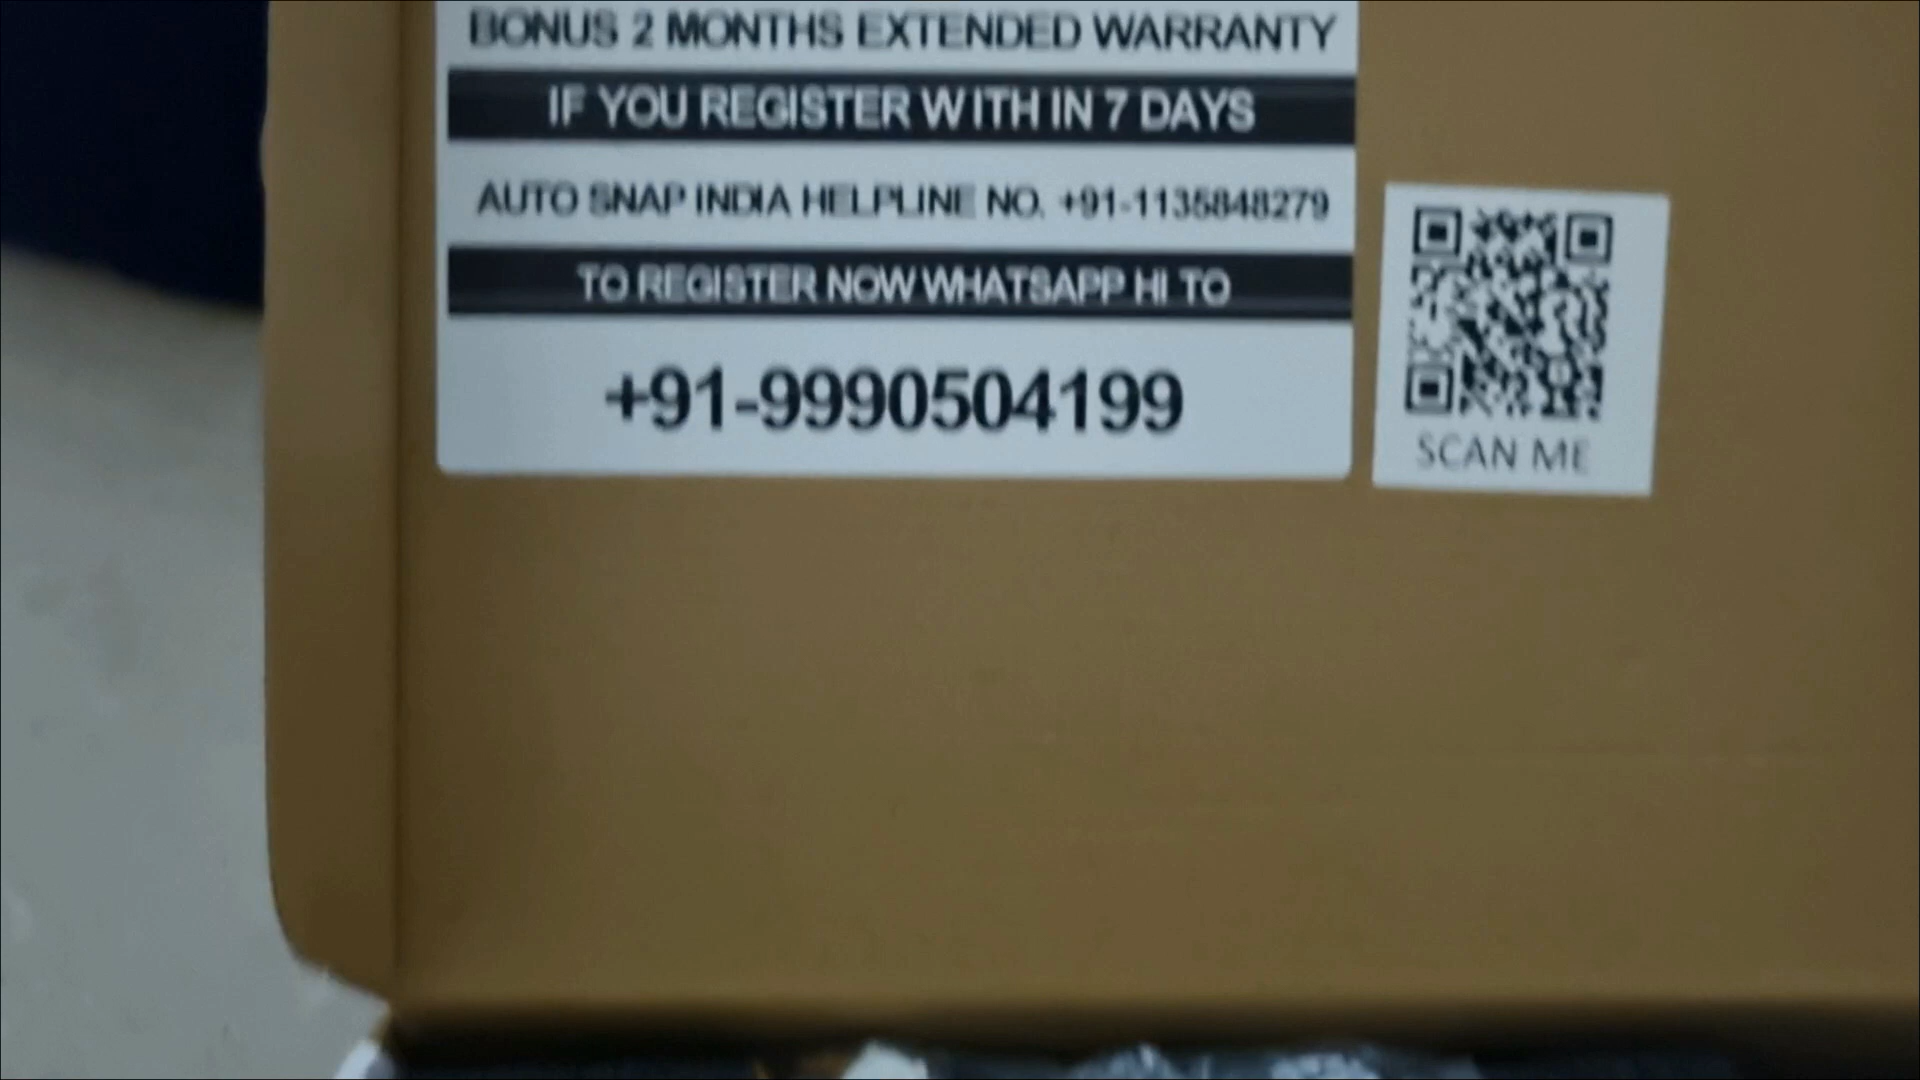 BONUS 2 MONTHS EXTENDED WARRANTY
IF YOU REGISTER WITH IN 7 DAYS
AUTO SNAP INDIA HELPLINE NO. +91-1135848279
TO REGISTER NOW WHATSAPP HI TO
+91-9990504199
SCAN ME